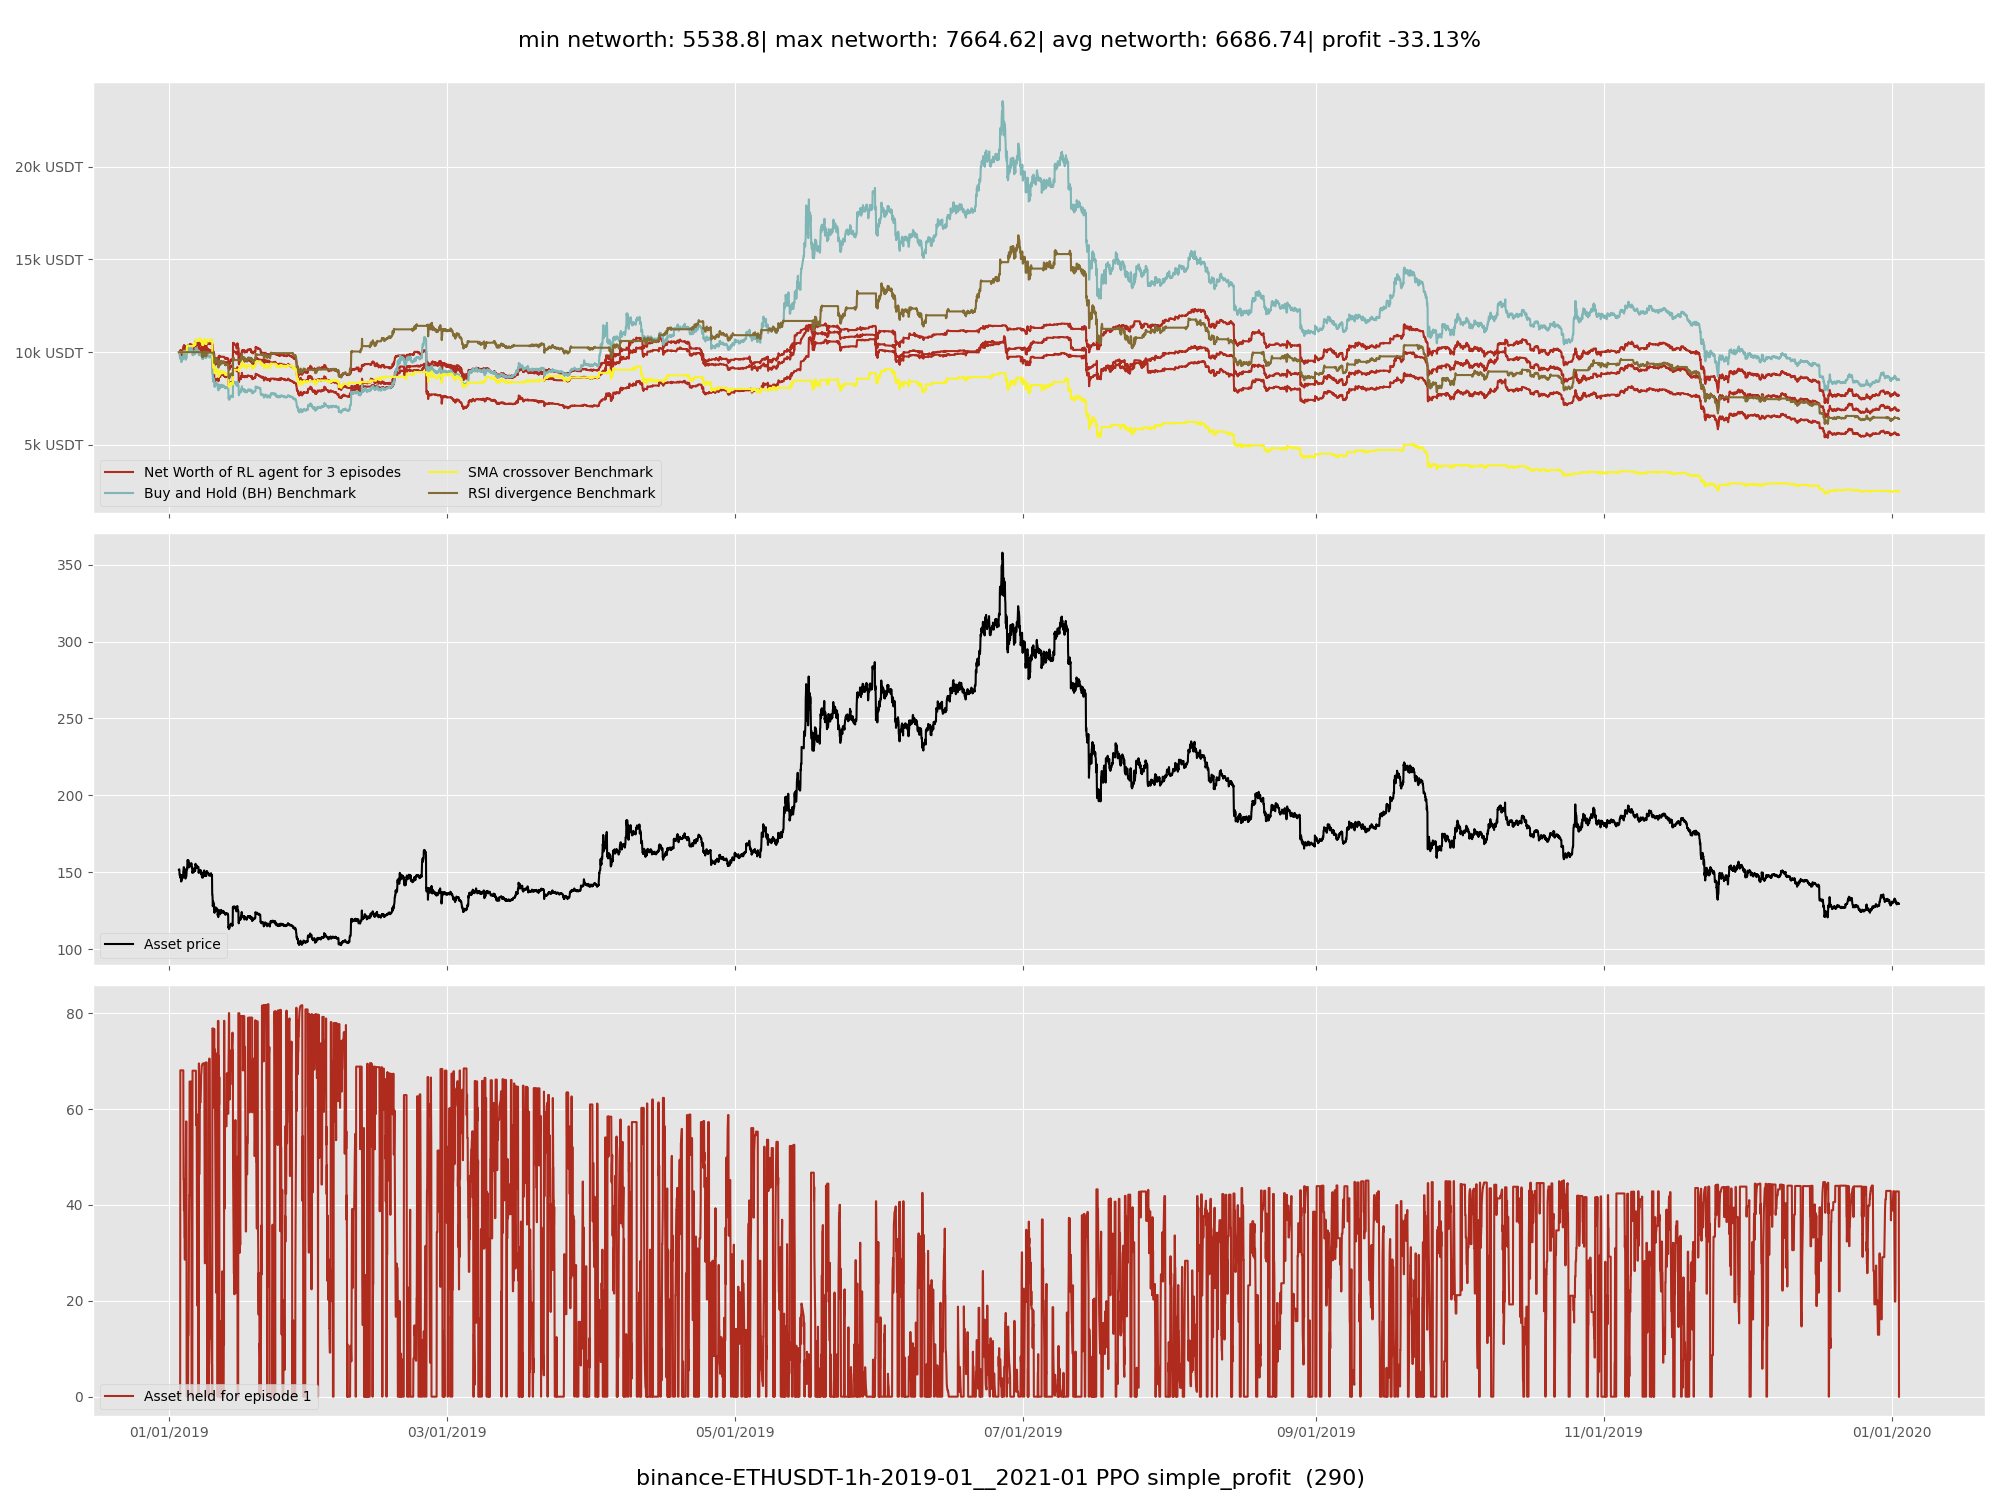 min networth: 5538.8| max networth: 7664.62| avg networth: 6686.74| profit -33.13%
20k USDT
15k USDT
10k USDT
5k USDT
Net Worth of RL agent for 3 episodes
Buy and Hold (BH) Benchmark
SMA crossover Benchmark
RSI divergence Benchmark
350
300
250
200
150
100
Asset price
80
60
40
20
0
Asset held for episode 1
01/01/2019 03/01/2019 05/01/2019 07/01/2019 09/01/2019 11/01/2019 01/01/2020
binance-ETHUSDT-1h-2019-01__2021-01 PPO simple_profit (290)